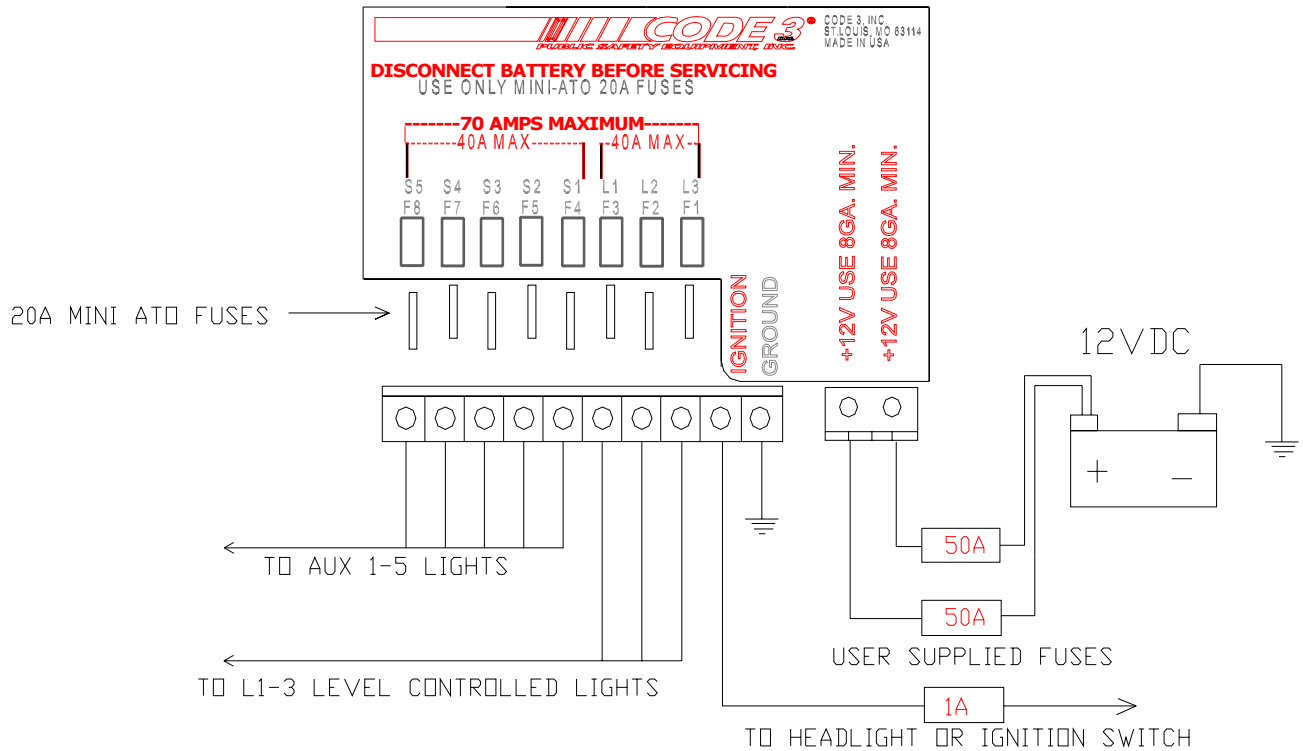 CODE 3®
PUBLIC SAFETY EQUIPMENT, INC.
CODE 3, INC.
ST.LOUIS, MO 63114
MADE IN USA
DISCONNECT BATTERY BEFORE SERVICING
USE ONLY MINI-ATO 20A FUSES
-------70 AMPS MAXIMUM-------
40A MAX
40A MAX
S5 S4 S3 S2 S1 L1 L2 L3
F8 F7 F6 F5 F4 F3 F2 F1
IGNITION
GROUND
+12V USE 8GA. MIN.
+12V USE 8GA. MIN.
20A MINI ATO FUSES
12VDC
+ -
50A
TO AUX 1-5 LIGHTS
50A
USER SUPPLIED FUSES
TO L1-3 LEVEL CONTROLLED LIGHTS
1A
TO HEADLIGHT OR IGNITION SWITCH